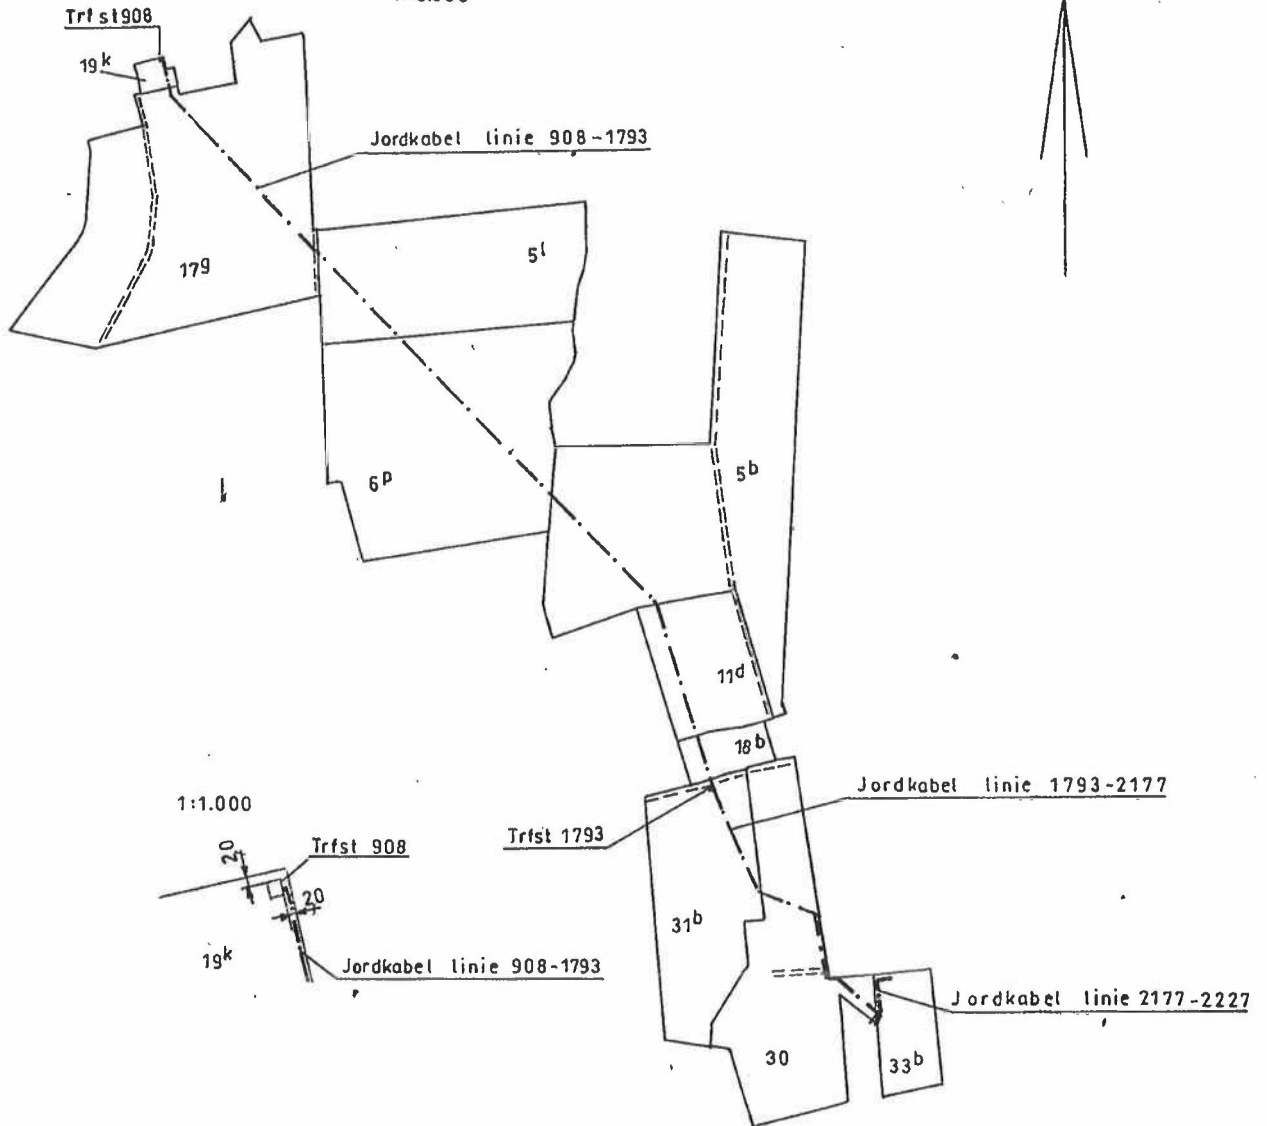 Trfst908
19k
Jordkabel linie 908-1793
17g
5l
5b
6p
11d
18b
1:1.000
Jordkabel linie 1793-2177
Trfst 1793
Trfst 908
20
20
31b
19k
Jordkabel linie 908-1793
Jordkabel linie 2177-2227
30
33b